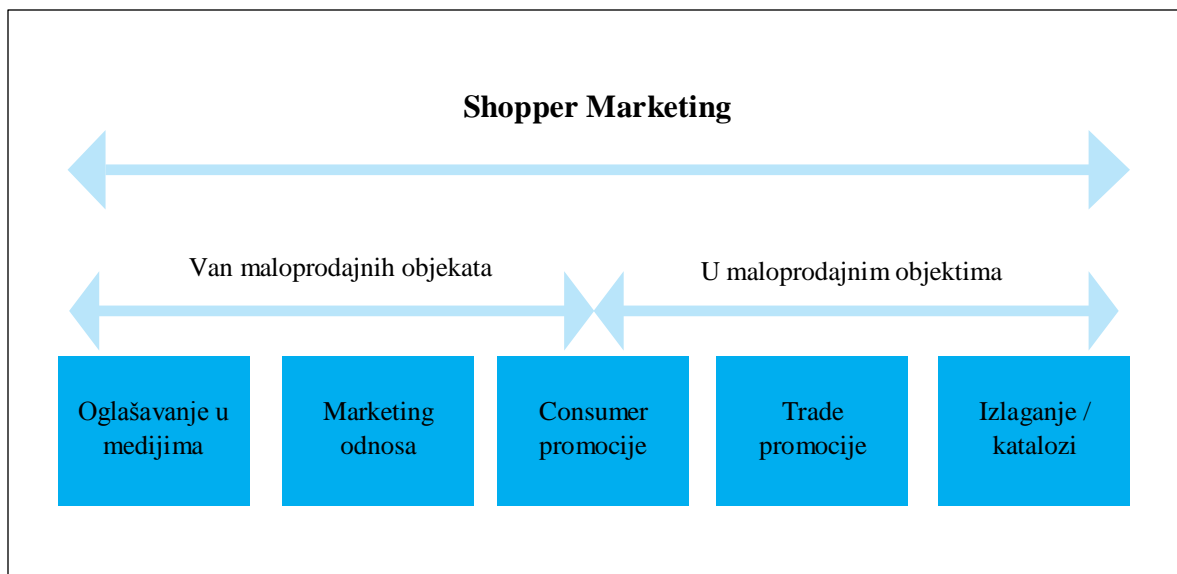 Shopper Marketing
Van maloprodajnih objekata
U maloprodajnim objektima
Oglašavanje u
medijima
Marketing
odnosa
Consumer
promocije
Trade
promocije
Izlaganje /
katalozi